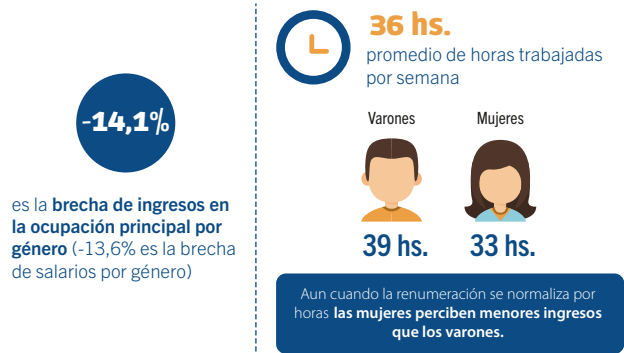 -14,1%
es la brecha de ingresos en
la ocupación principal por
género (-13,6% es la brecha
de salarios por género)
36 hs.
promedio de horas trabajadas
por semana
Varones
Mujeres
39 hs.
33 hs.
Aun cuando la renumeración se normaliza por
horas las mujeres perciben menores ingresos
que los varones.